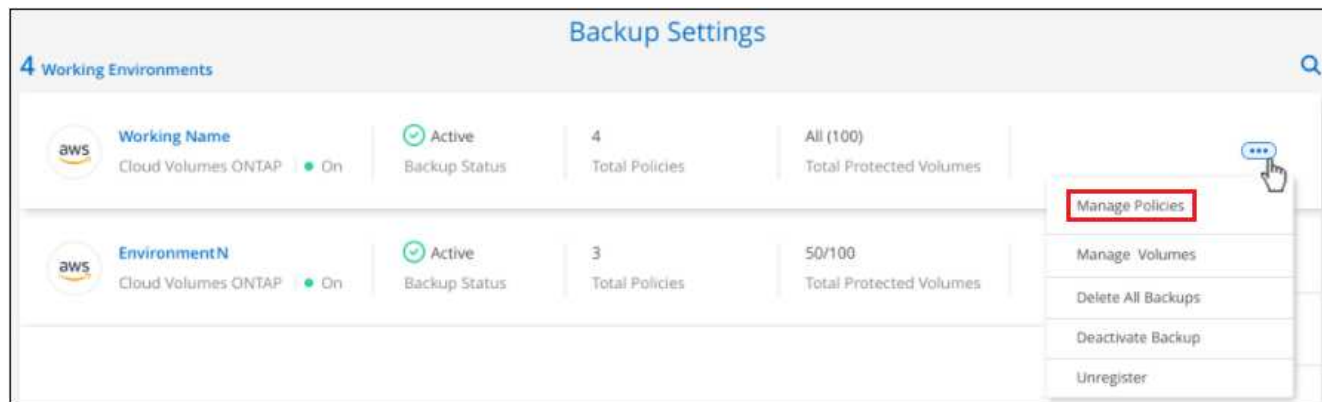 Backup Settings
4 Working Environments
aws
Working Name
Cloud Volumes ONTAP
On
Active
Backup Status
4
Total Policies
All (100)
Total Protected Volumes
Manage Policies
Manage Volumes
Delete All Backups
Deactivate Backup
Unregister
aws
EnvironmentN
Cloud Volumes ONTAP
On
Active
Backup Status
3
Total Policies
50/100
Total Protected Volumes